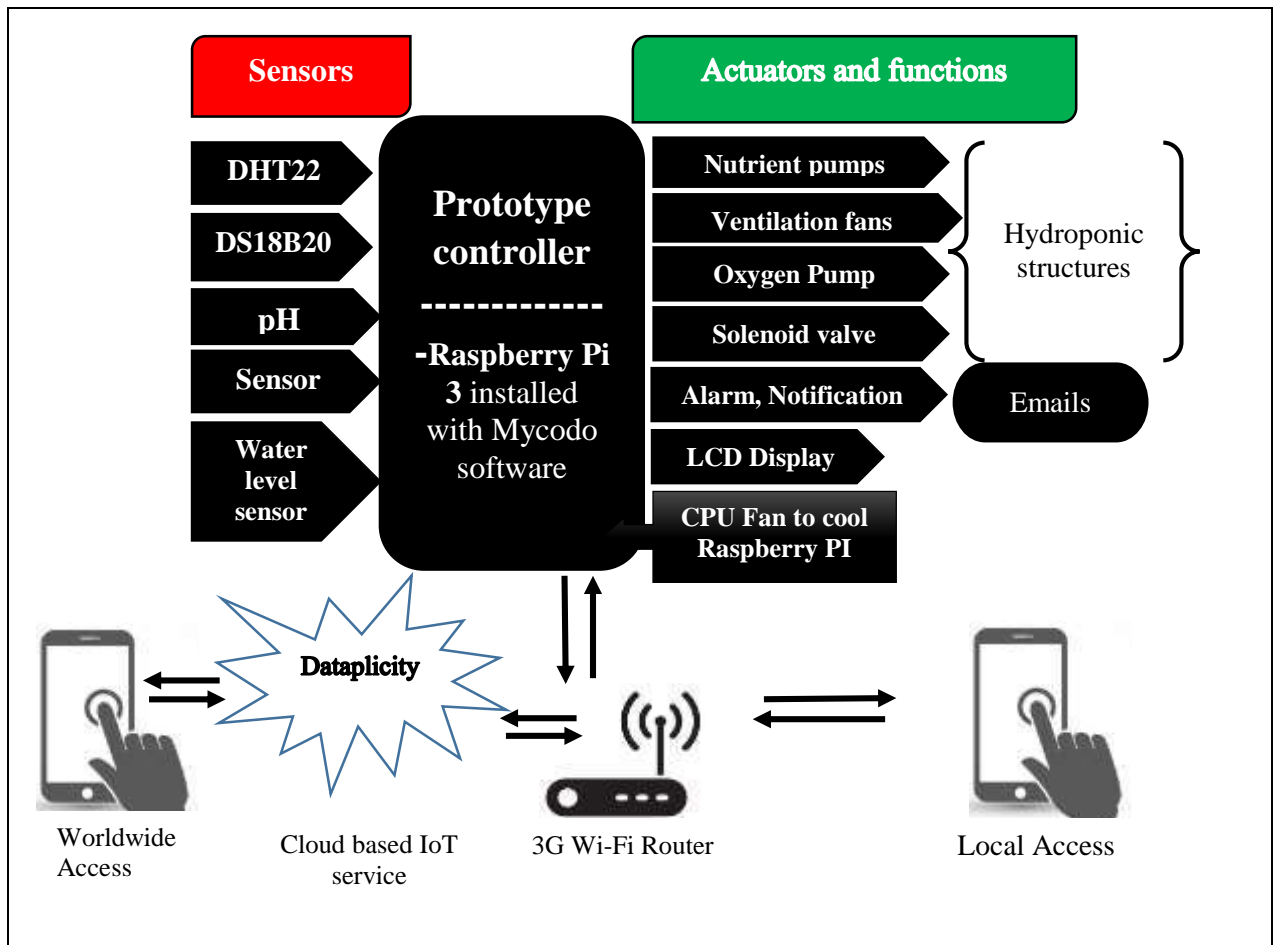 Sensors
Actuators and functions
DHT22
DS18B20
pH
Sensor
Water
level
sensor
Prototype
controller
-------------
-Raspberry Pi
3 installed
with Mycodo
software
Nutrient pumps
Ventilation fans
Oxygen Pump
Solenoid valve
Alarm, Notification
LCD Display
CPU Fan to cool
Raspberry PI
Hydroponic
structures
Emails
Dataplicity
Worldwide
Access
Cloud based IoT
service
3G Wi-Fi Router
Local Access